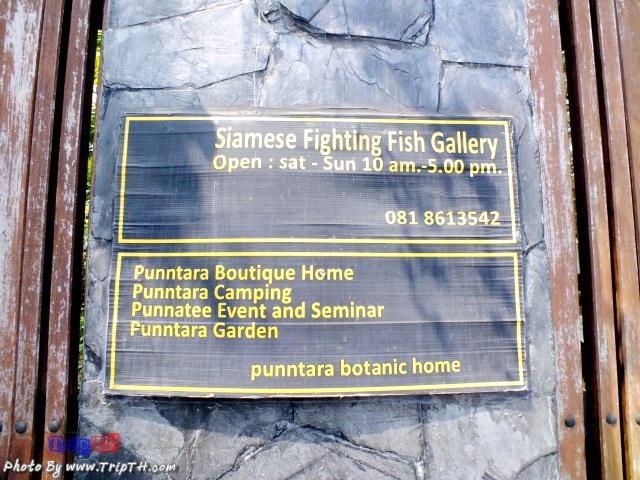 Siamese Fighting Fish Gallery
Open : sat - Sun 10 am.-5.00 pm.
081 8613542
Punntara Boutique Home
Punntara Camping
Punnatee Event and Seminar
Punntara Garden
punntara botanic home
TripTH
Photo By www.TripTH.com